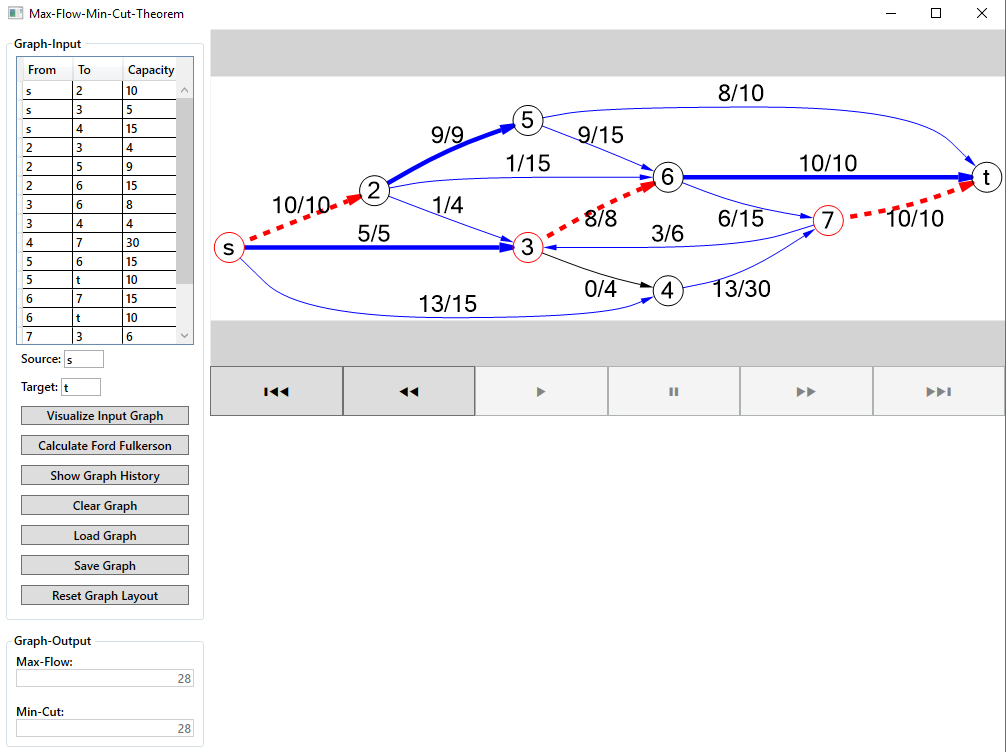 Max-Flow-Min-Cut-Theorem
Graph-Input
From To Capacity
s 2 10
s 3 5
s 4 15
2 3 4
2 5 9
2 6 15
3 6 8
3 4 4
4 7 30
5 6 15
5 t 10
6 7 15
6 t 10
7 3 6
Source: s
Target: t
Visualize Input Graph
Calculate Ford Fulkerson
Show Graph History
Clear Graph
Load Graph
Save Graph
Reset Graph Layout
Graph-Output
Max-Flow:
28
Min-Cut:
28
8/10
5
9/9
9/15
1/15
10/10
2
6
t
10/10
1/4
8/8
6/15
7
10/10
s
5/5
3
3/6
4
0/4
13/30
13/15